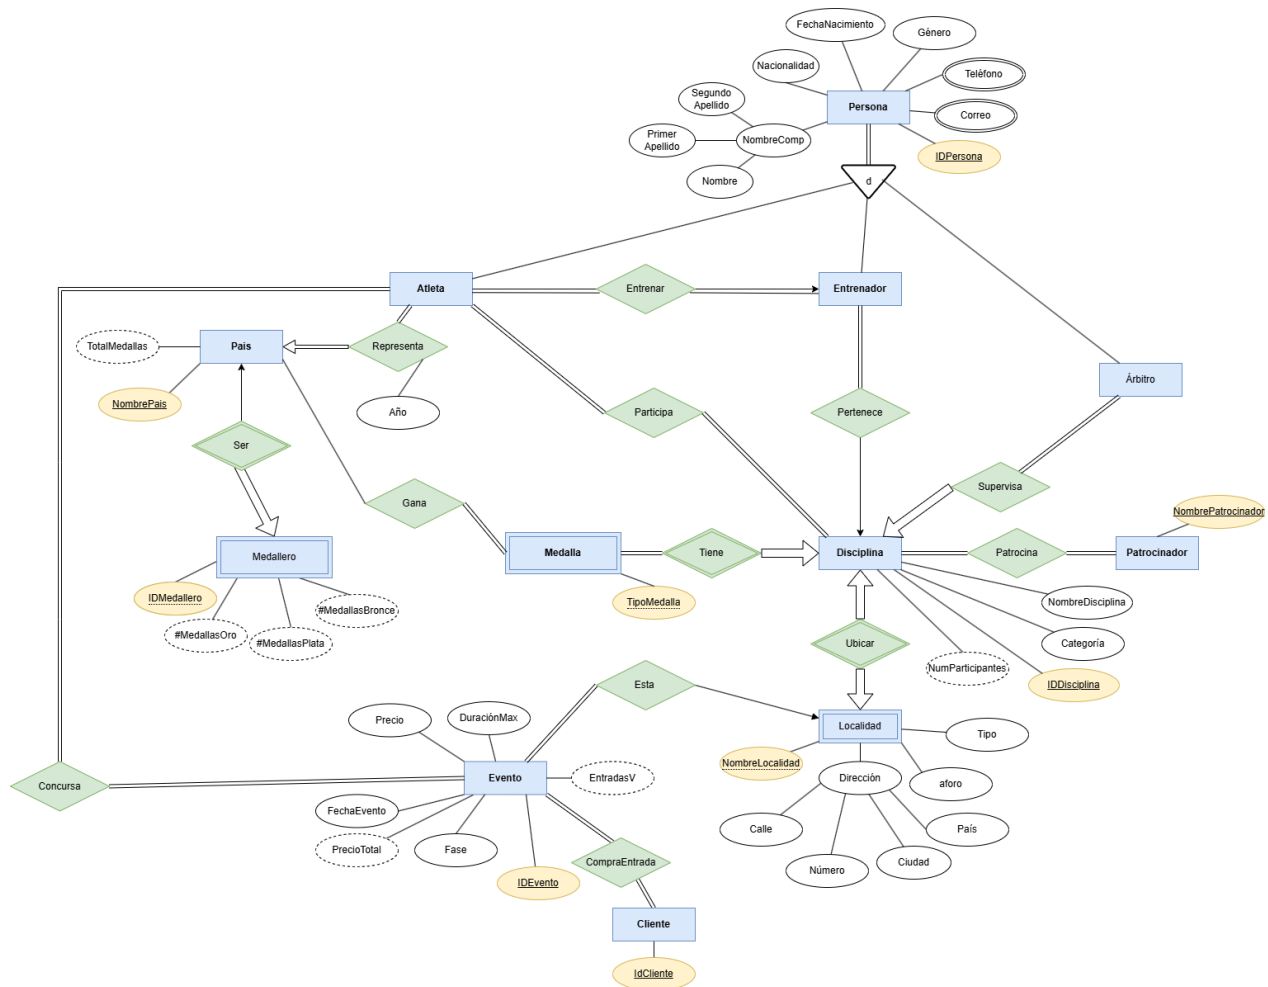 FechaNacimiento
Género
Nacionalidad
Teléfono
Segundo
Apellido
Persona
Correo
Primer
Apellido
NombreComp
IDPersona
Nombre
d
Atleta
Entrenar
Entrenador
TotalMedallas
País
Representa
Árbitro
NombrePais
Año
Participa
Pertenece
Ser
Supervisa
Gana
NombrePatrocinador
Medallero
Medalla
Tiene
Disciplina
Patrocina
Patrocinador
IDMedallero
#MedallasBronce
TipoMedalla
NombreDisciplina
#MedallasOro
#MedallasPlata
Ubicar
Categoría
NumParticipantes
IDDisciplina
Esta
Precio
DuraciónMax
Localidad
Tipo
NombreLocalidad
Concursa
Evento
EntradasV
Dirección
aforo
FechaEvento
Calle
País
PrecioTotal
Fase
CompraEntrada
Número
Ciudad
IDEvento
Cliente
IdCliente